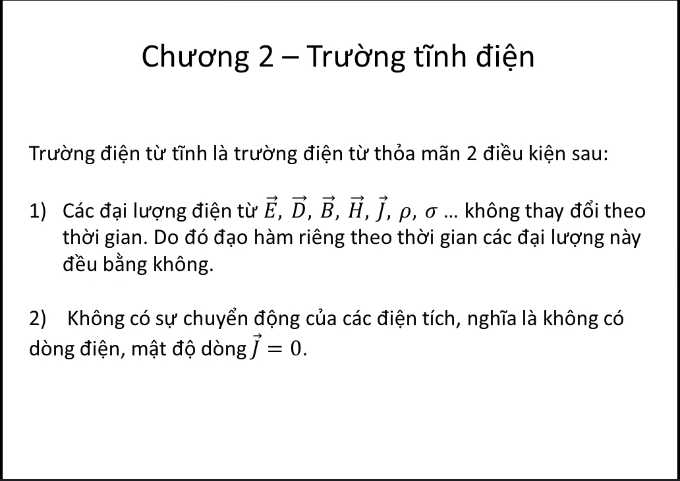 Chương 2 – Trường tĩnh điện
Trường điện từ tĩnh là trường điện từ thỏa mãn 2 điều kiện sau:
1) Các đại lượng điện từ E⃗, D⃗, B⃗, H⃗, J⃗, ρ, σ ... không thay đổi theo
thời gian. Do đó đạo hàm riêng theo thời gian các đại lượng này
đều bằng không.
2) Không có sự chuyển động của các điện tích, nghĩa là không có
dòng điện, mật độ dòng J⃗ = 0.